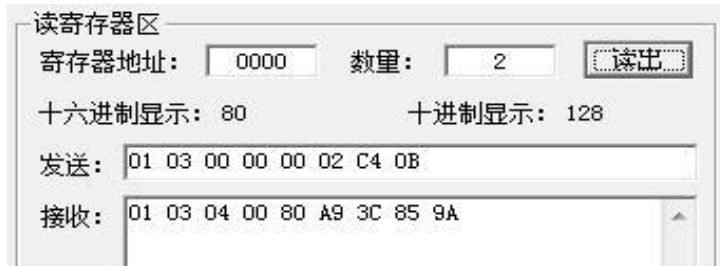 读寄存器区
寄存器地址： 0000 数量： 2 读出
十六进制显示：80 十进制显示：128
发送：01 03 00 00 00 02 C4 0B
接收：01 03 04 00 80 A9 3C 85 9A